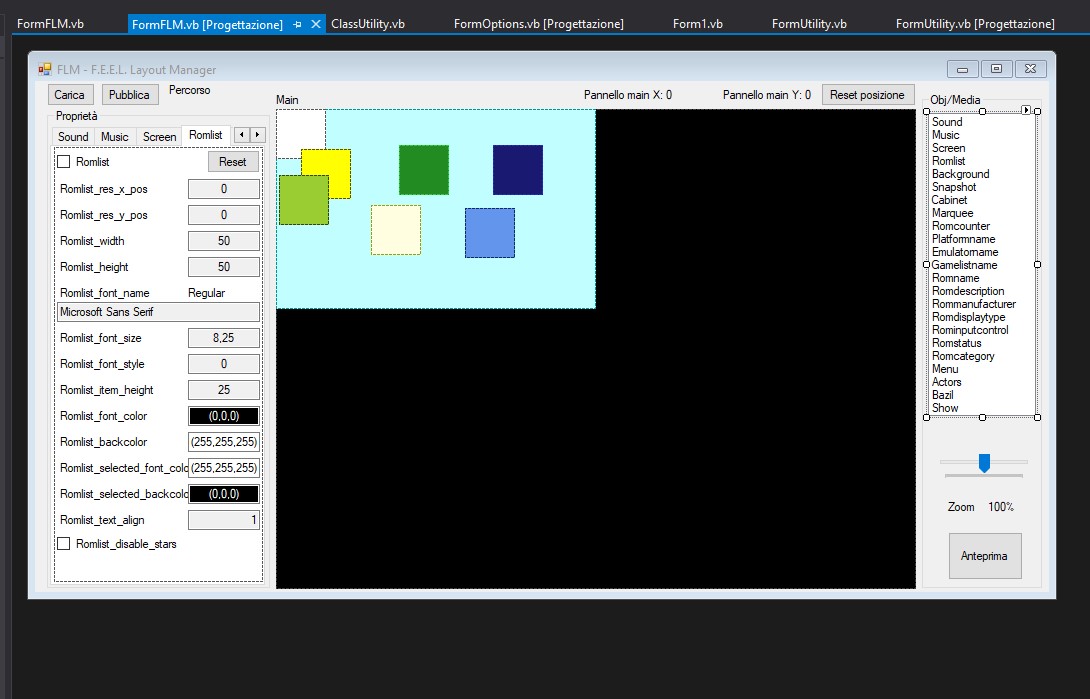 FormFLM.vb
FormFLM.vb [Progettazione]
ClassUtility.vb
FormOptions.vb [Progettazione]
Form1.vb
FormUtility.vb
FormUtility.vb [Progettazione]
FLM - F.E.E.L. Layout Manager
Carica
Pubblica
Percorso
Proprietà
Sound Music Screen Romlist
Romlist
Reset
Romlist_res_x_pos 0
Romlist_res_y_pos 0
Romlist_width 50
Romlist_height 50
Romlist_font_name Regular
Microsoft Sans Serif
Romlist_font_size 8,25
Romlist_font_style 0
Romlist_item_height 25
Romlist_font_color (0,0,0)
Romlist_backcolor (255,255,255)
Romlist_selected_font_colo (255,255,255)
Romlist_selected_backcolo (0,0,0)
Romlist_text_align 1
Romlist_disable_stars
Main
Pannello main X: 0
Pannello main Y: 0
Reset posizione
Obj/Media
Sound
Music
Screen
Romlist
Background
Snapshot
Cabinet
Marquee
Romcounter
Platformname
Emulatorname
Gamelistname
Romname
Romdescription
Rommanufacturer
Romdisplaytype
Rominputcontrol
Romstatus
Romcategory
Menu
Actors
Bazil
Show
Zoom 100%
Anteprima